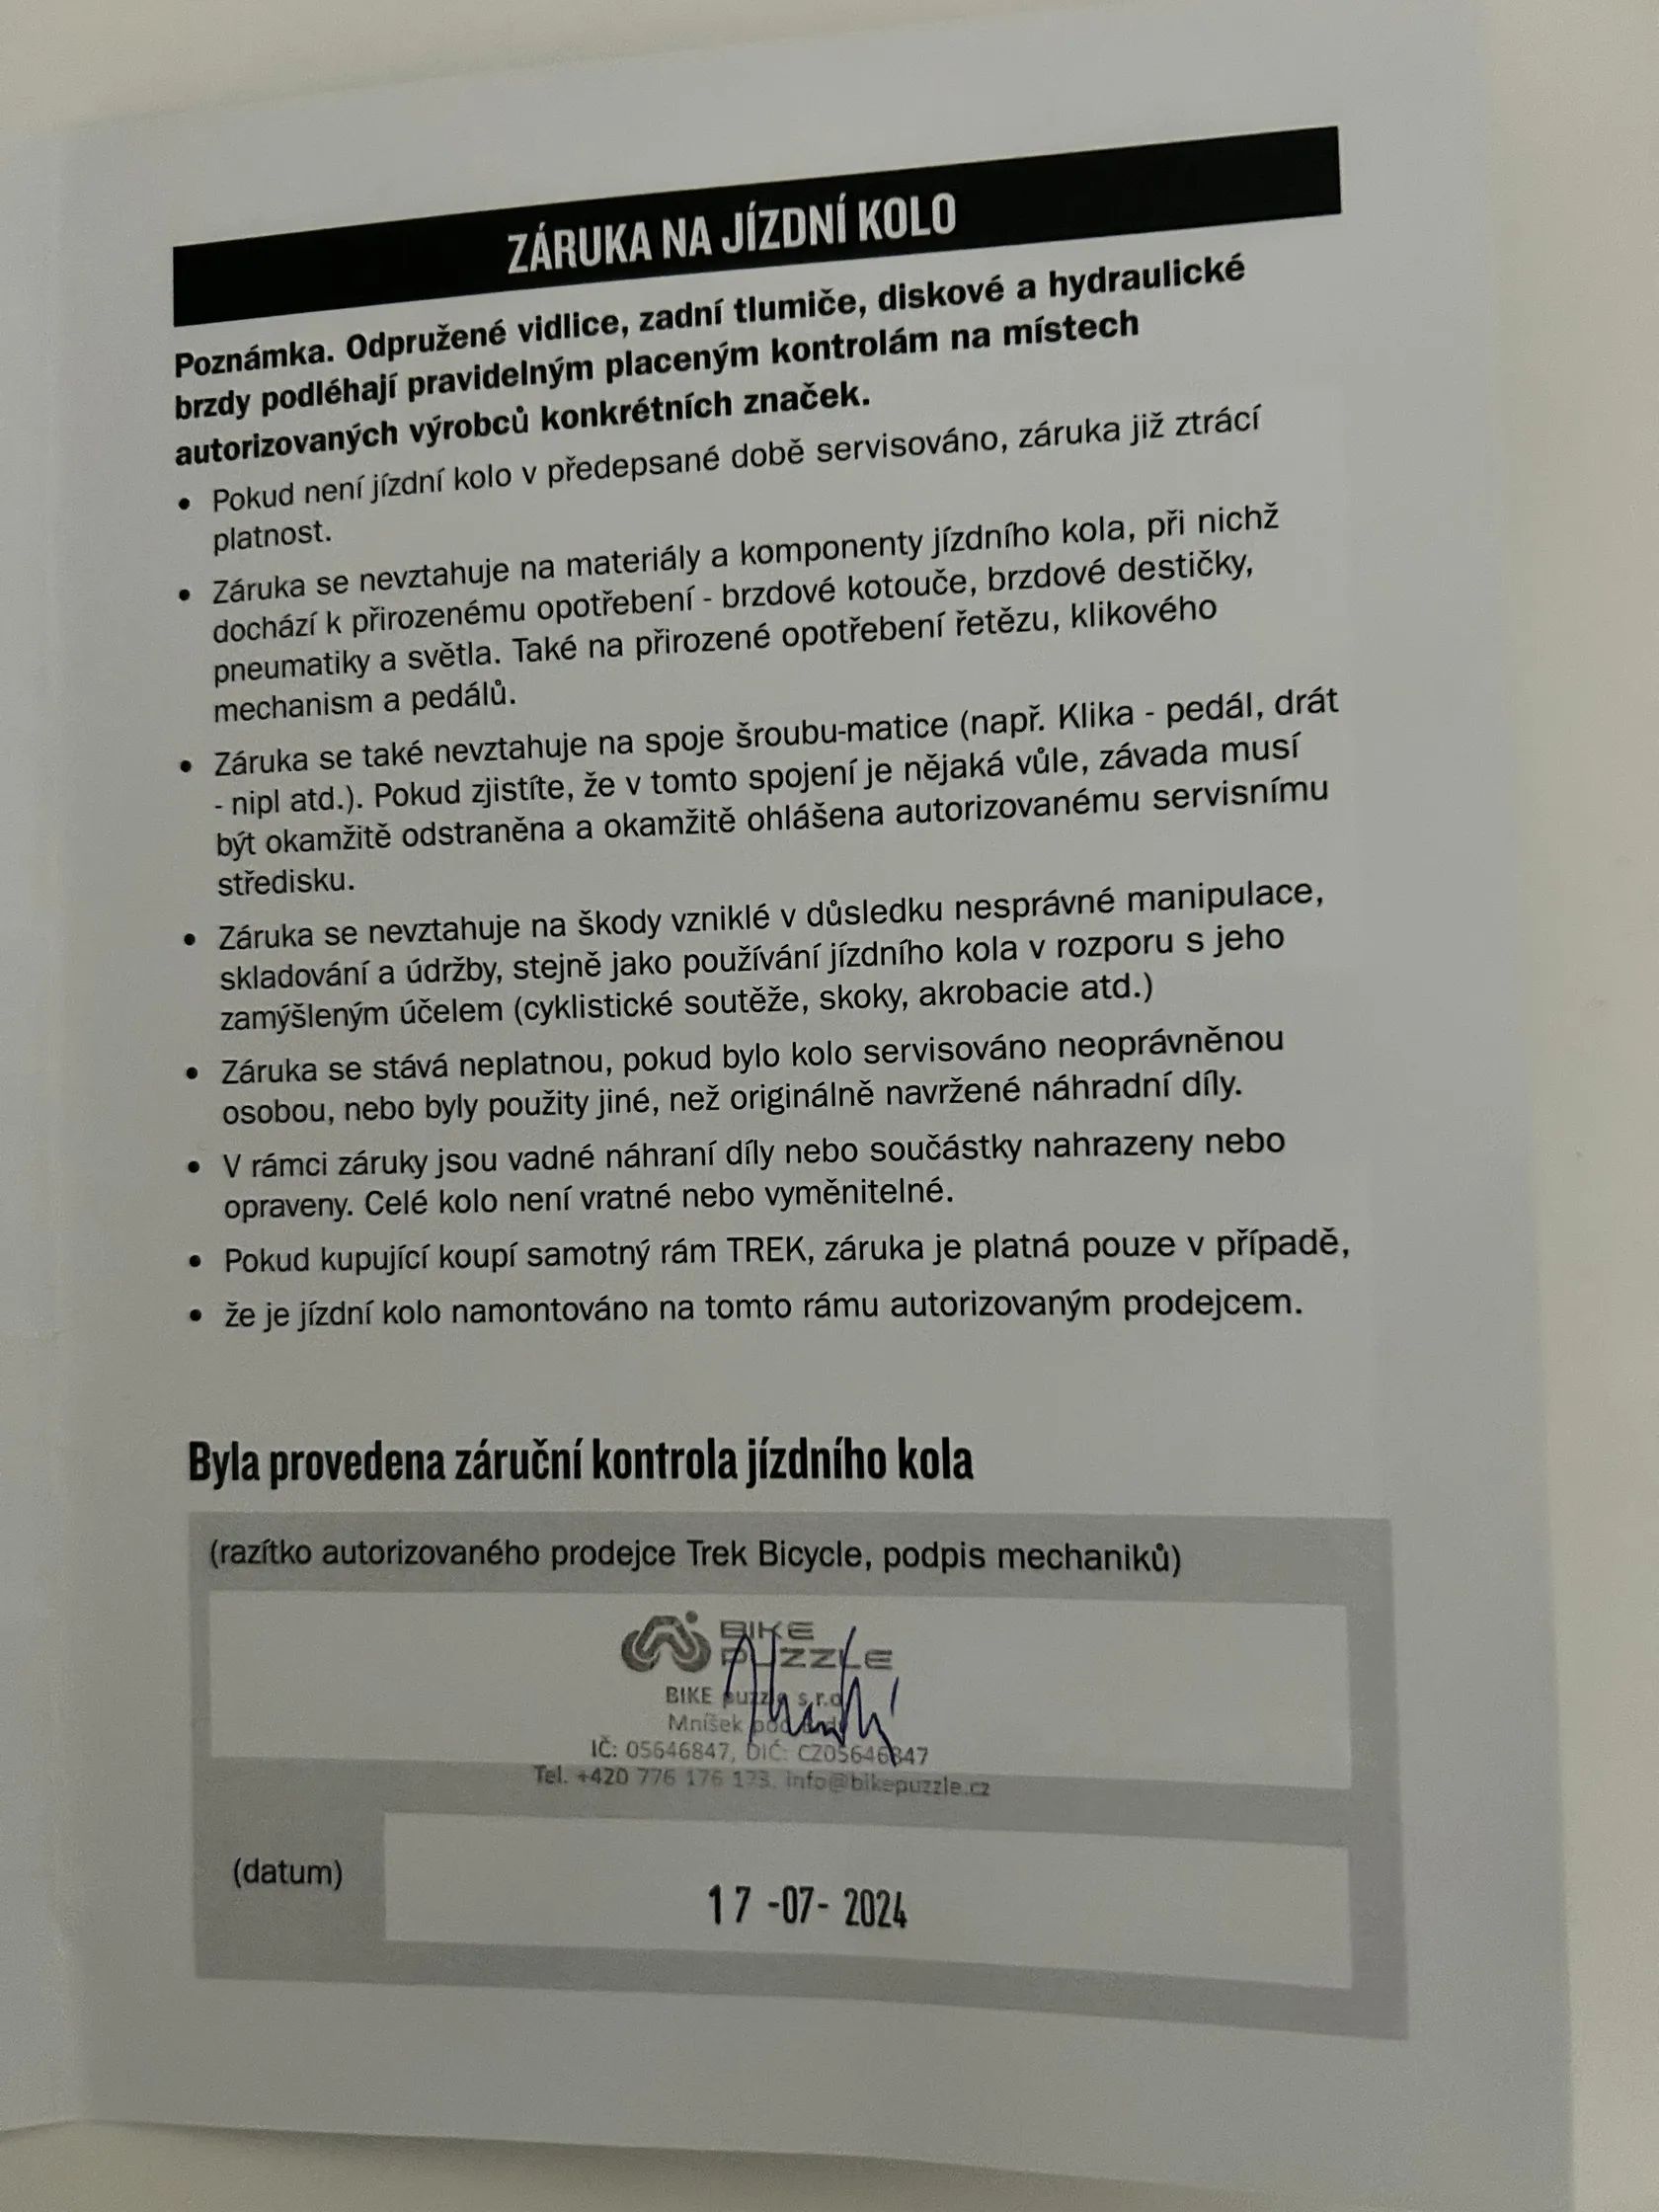 ZÁRUKA NA JÍZDNÍ KOLO
Poznámka. Odpružené vidlice, zadní tlumiče, diskové a hydraulické
brzdy podléhají pravidelným placeným kontrolám na místech
autorizovaných výrobců konkrétních značek.
• Pokud není jízdní kolo v předepsané době servisováno, záruka již ztrácí
platnost.
• Záruka se nevztahuje na materiály a komponenty jízdního kola, při nichž
dochází k přirozenému opotřebení - brzdové kotouče, brzdové destičky,
pneumatiky a světla. Také na přirozené opotřebení řetězu, klikového
mechanism a pedálů.
• Záruka se také nevztahuje na spoje šroubu-matice (např. Klika - pedál, drát
- nipl atd.). Pokud zjistíte, že v tomto spojení je nějaká vůle, závada musí
být okamžitě odstraněna a okamžitě ohlášena autorizovanému servisnímu
středisku.
• Záruka se nevztahuje na škody vzniklé v důsledku nesprávné manipulace,
skladování a údržby, stejně jako používání jízdního kola v rozporu s jeho
zamýšleným účelem (cyklistické soutěže, skoky, akrobacie atd.)
• Záruka se stává neplatnou, pokud bylo kolo servisováno neoprávněnou
osobou, nebo byly použity jiné, než originálně navržené náhradní díly.
• V rámci záruky jsou vadné náhraní díly nebo součástky nahrazeny nebo
opraveny. Celé kolo není vratné nebo vyměnitelné.
• Pokud kupující koupí samotný rám TREK, záruka je platná pouze v případě,
• že je jízdní kolo namontováno na tomto rámu autorizovaným prodejcem.
Byla provedena záruční kontrola jízdního kola
(razítko autorizovaného prodejce Trek Bicycle, podpis mechaniků)
BIKE
PUZZLE
BIKE puzzle s.r.o.
Mníšek pod
IČ: 05646847, DIČ: CZ05646847
Tel. +420 776 176 173, info@bikepuzzle.cz
(datum)
17 -07- 2024